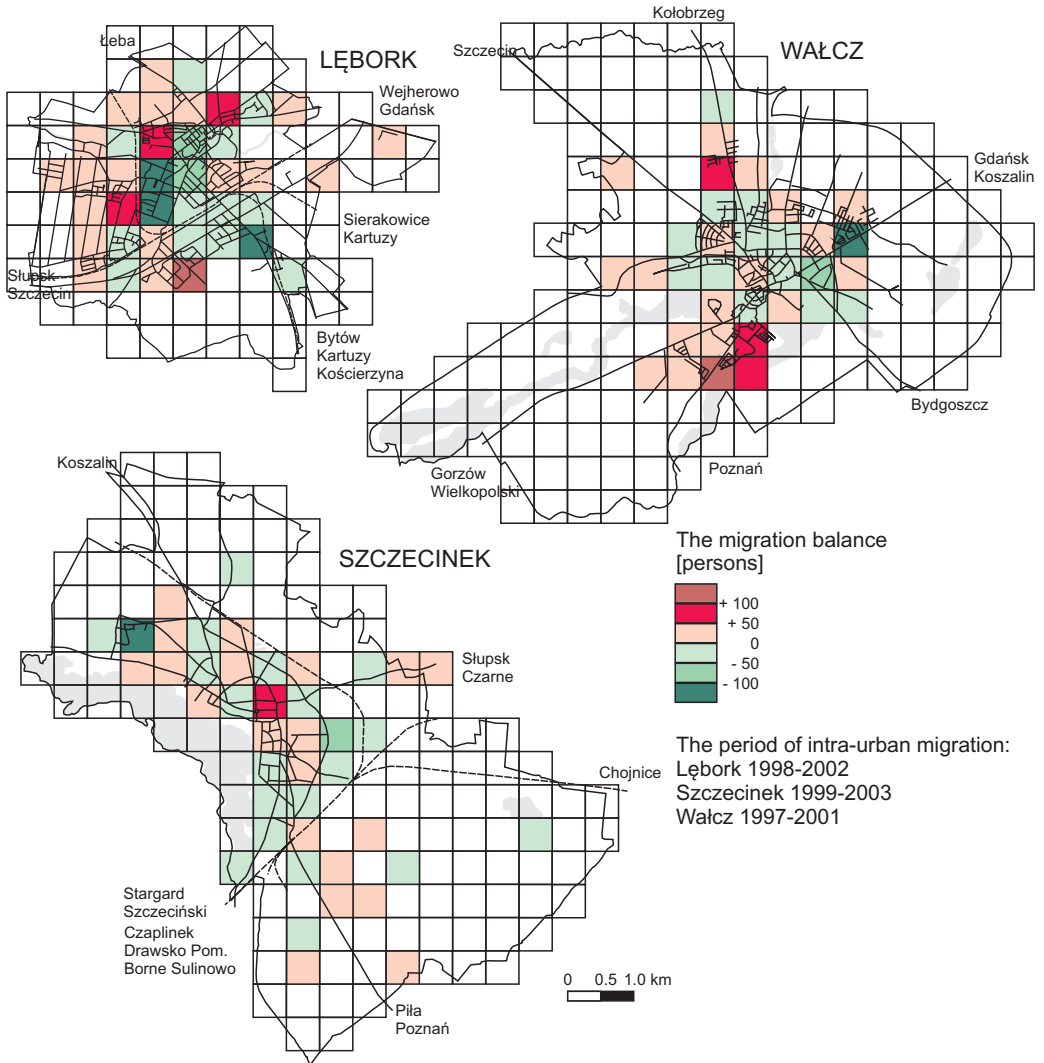 Kołobrzeg
Łeba
Szczecin
LĘBORK
WAŁCZ
Wejherowo
Gdańsk
Gdańsk
Koszalin
Sierakowice
Kartuzy
Słupsk
Szczecin
Bytów
Kartuzy
Kościerzyna
Bydgoszcz
Koszalin
Gorzów
Wielkopolski
Poznań
SZCZECINEK
The migration balance
[persons]
+ 100
+ 50
0
- 50
- 100
Słupsk
Czarne
The period of intra-urban migration:
Lębork 1998-2002
Szczecinek 1999-2003
Wałcz 1997-2001
Chojnice
Stargard
Szczeciński
Czaplinek
Drawsko Pom.
Borne Sulinowo
0 0.5 1.0 km
Piła
Poznań